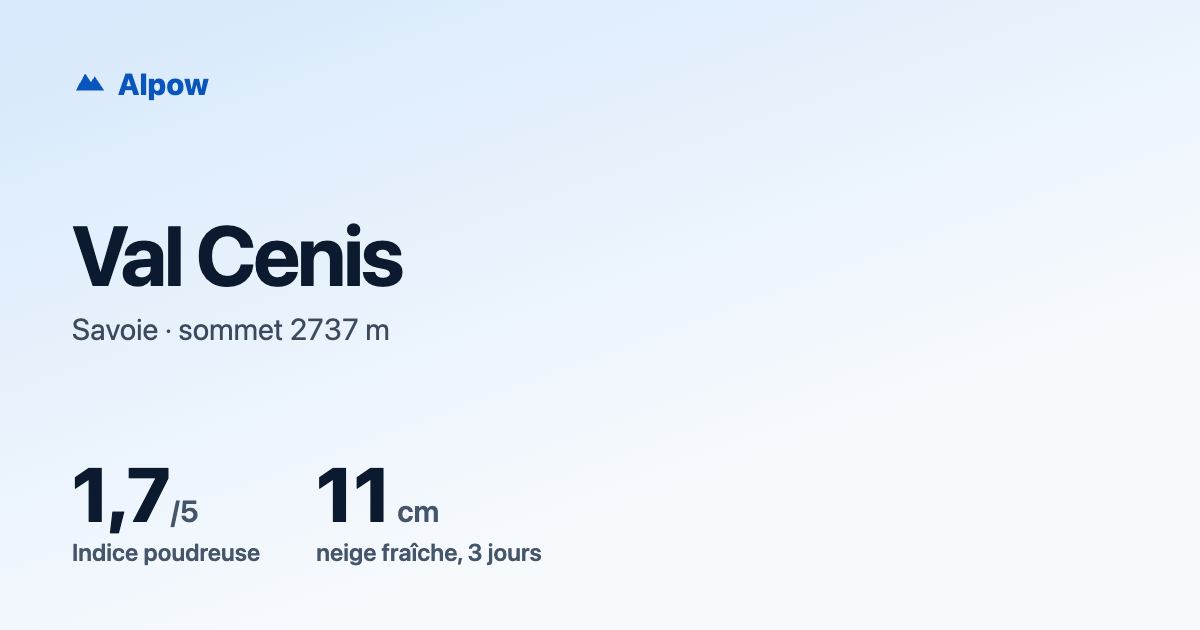 Alpow
Val Cenis
Savoie · sommet 2737 m
1,7/5
Indice poudreuse
11 cm
neige fraîche, 3 jours